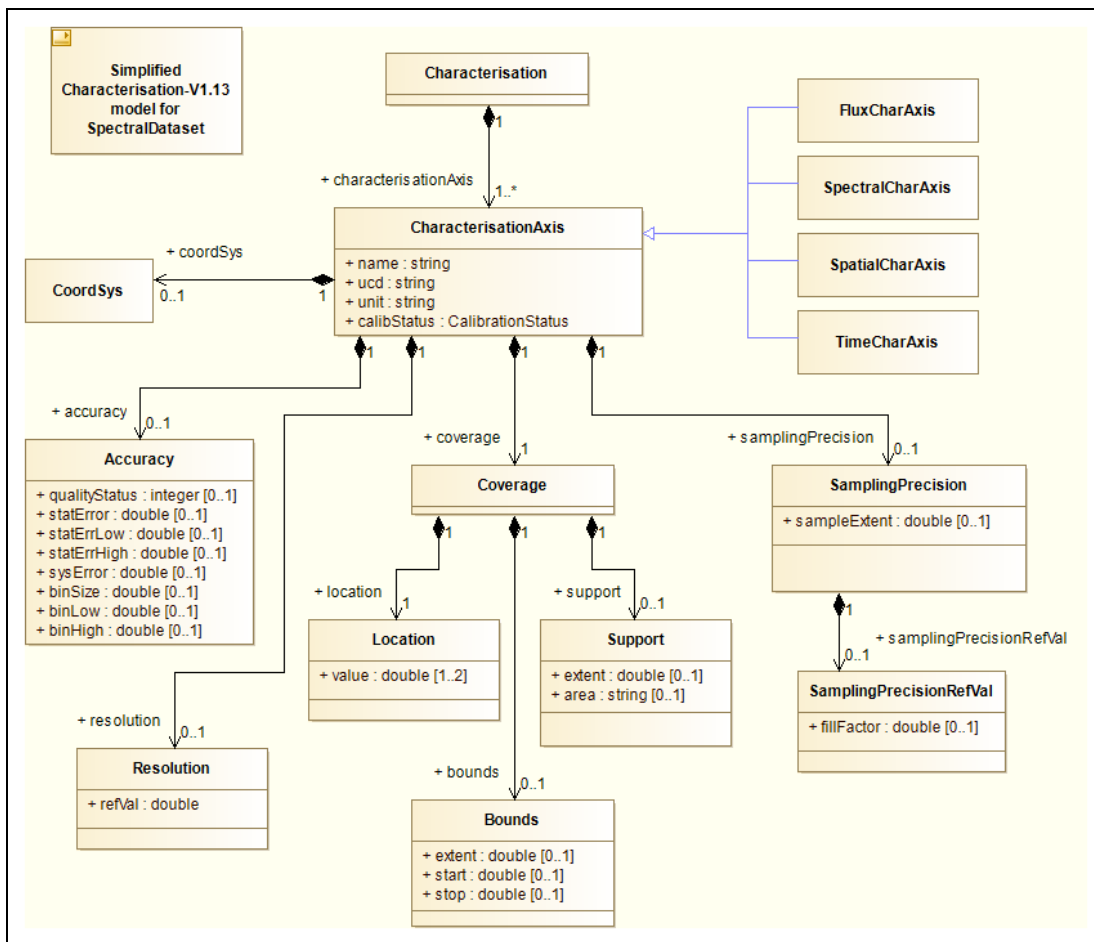 Simplified
Characterisation-V1.13
model for
SpectralDataset
Characterisation
1
+ characterisationAxis
1..*
FluxCharAxis
SpectralCharAxis
SpatialCharAxis
TimeCharAxis
CharacterisationAxis
+ name : string
+ ucd : string
+ unit : string
+ calibStatus : CalibrationStatus
+ coordSys
0..1
1
CoordSys
1
1
1
1
+ accuracy
0..1
+ coverage
1
+ samplingPrecision
0..1
Accuracy
+ qualityStatus : integer [0..1]
+ statError : double [0..1]
+ statErrLow : double [0..1]
+ statErrHigh : double [0..1]
+ sysError : double [0..1]
+ binSize : double [0..1]
+ binLow : double [0..1]
+ binHigh : double [0..1]
Coverage
1
1
1
SamplingPrecision
+ sampleExtent : double [0..1]
1
+ location
1
+ support
0..1
+ samplingPrecisionRefVal
0..1
Location
+ value : double [1..2]
Support
+ extent : double [0..1]
+ area : string [0..1]
SamplingPrecisionRefVal
+ fillFactor : double [0..1]
+ resolution
0..1
Resolution
+ refVal : double
+ bounds
0..1
Bounds
+ extent : double [0..1]
+ start : double [0..1]
+ stop : double [0..1]